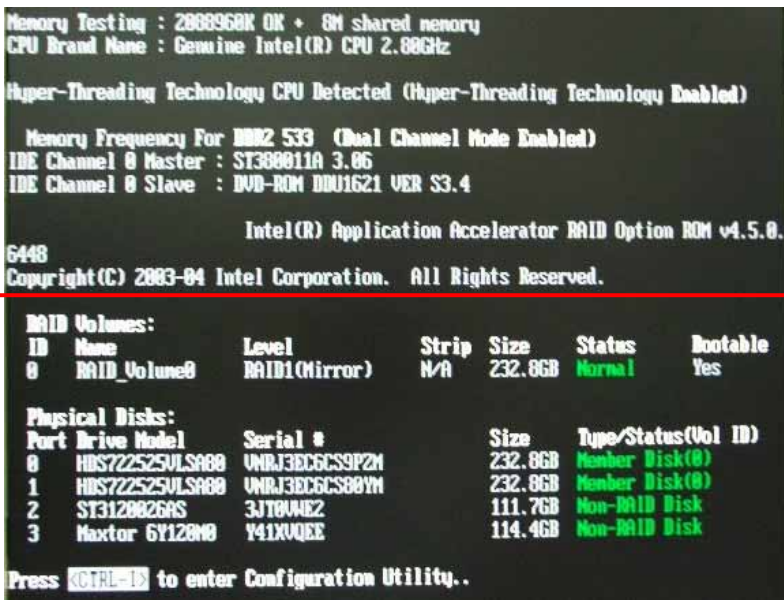 Memory Testing : 2088960K OK + 8M shared memory
CPU Brand Name : Genuine Intel(R) CPU 2.80GHz
Hyper-Threading Technology CPU Detected (Hyper-Threading Technology Enabled)
Memory Frequency For DDR2 533 (Dual Channel Mode Enabled)
IDE Channel 0 Master : ST380011A 3.06
IDE Channel 0 Slave : DVD-ROM DDU1621 VER S3.4
Intel(R) Application Accelerator RAID Option ROM v4.5.0.
6448
Copyright(C) 2003-04 Intel Corporation. All Rights Reserved.
RAID Volumes:
ID Name Level Strip Size Status Bootable
0 RAID_Volume0 RAID1(Mirror) N/A 232.8GB Normal Yes
Physical Disks:
Port Drive Model Serial # Size Type/Status(Vol ID)
0 HDS722525VLSA80 VNRJ3EC6CS9PZM 232.8GB Member Disk(0)
1 HDS722525VLSA80 VNRJ3EC6CS80YM 232.8GB Member Disk(0)
2 ST3120026AS 3JT0VWE2 111.7GB Non-RAID Disk
3 Maxtor 6Y120M0 Y41XVQEE 114.4GB Non-RAID Disk
Press <CTRL-I> to enter Configuration Utility..